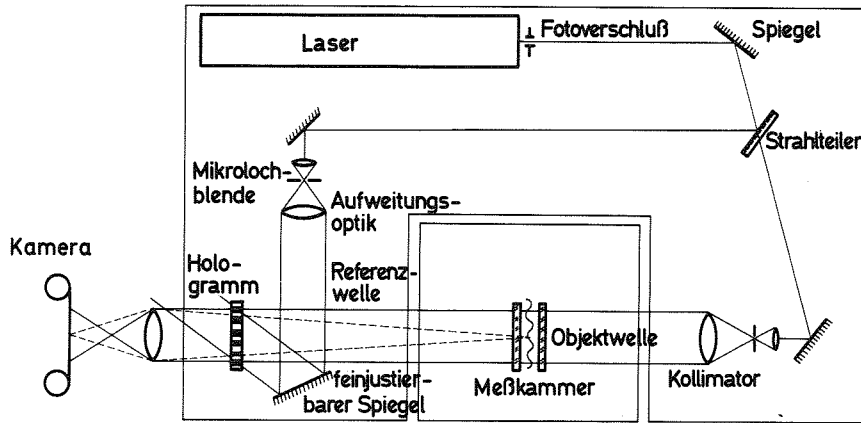 Laser
Fotoverschluß
Spiegel
Strahlteiler
Mikroloch-
blende
Aufweitungs-
optik
Kamera
Holo-
gramm
Referenz-
welle
Objektwelle
feinjustier-
barer Spiegel
Meßkammer
Kollimator